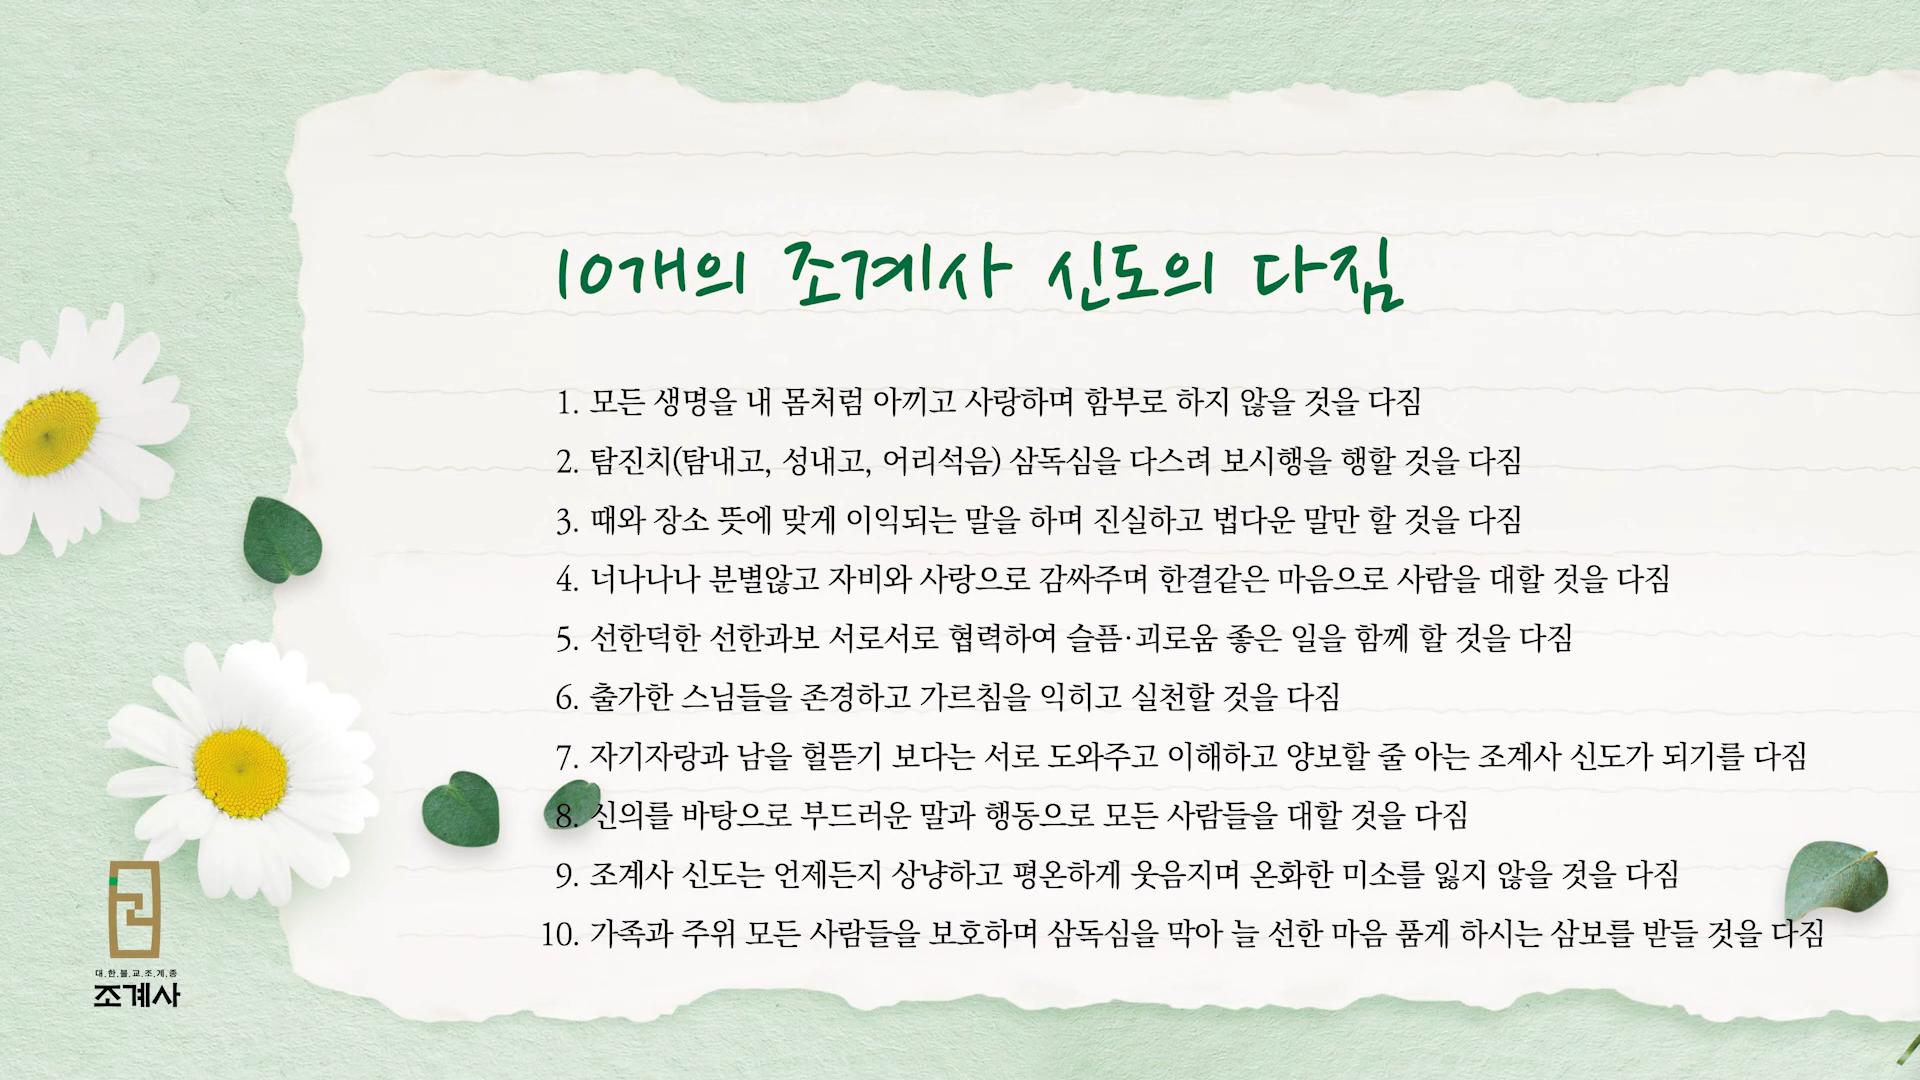 10개의 조계사 신도의 다짐
1. 모든 생명을 내 몸처럼 아끼고 사랑하며 함부로 하지 않을 것을 다짐
2. 탐진치(탐내고, 성내고, 어리석음) 삼독심을 다스려 보시행을 행할 것을 다짐
3. 때와 장소 뜻에 맞게 이익되는 말을 하며 진실하고 법다운 말만 할 것을 다짐
4. 너나나나 분별않고 자비와 사랑으로 감싸주며 한결같은 마음으로 사람을 대할 것을 다짐
5. 선한덕한 선한과보 서로서로 협력하여 슬픔·괴로움 좋은 일을 함께 할 것을 다짐
6. 출가한 스님들을 존경하고 가르침을 익히고 실천할 것을 다짐
7. 자기자랑과 남을 헐뜯기 보다는 서로 도와주고 이해하고 양보할 줄 아는 조계사 신도가 되기를 다짐
8. 신의를 바탕으로 부드러운 말과 행동으로 모든 사람들을 대할 것을 다짐
9. 조계사 신도는 언제든지 상냥하고 평온하게 웃음지며 온화한 미소를 잃지 않을 것을 다짐
10. 가족과 주위 모든 사람들을 보호하며 삼독심을 막아 늘 선한 마음 품게 하시는 삼보를 받들 것을 다짐
대.한.불.교.조.계.종
조계사